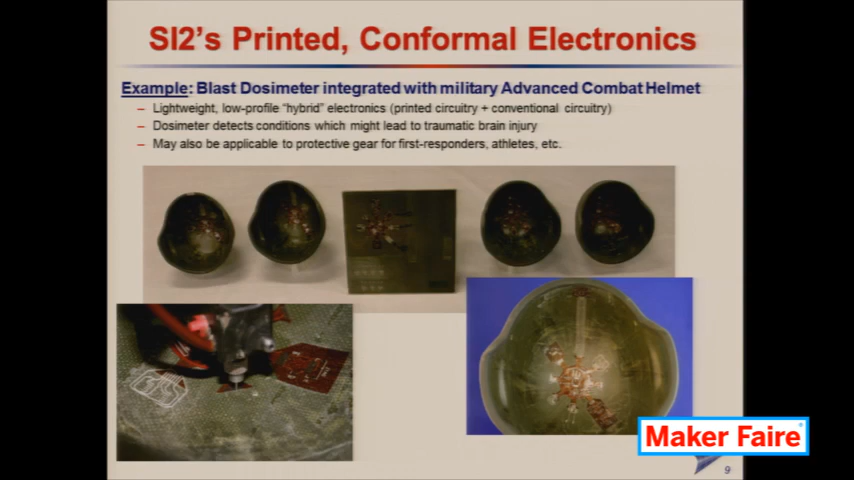 SI2's Printed, Conformal Electronics
Example: Blast Dosimeter integrated with military Advanced Combat Helmet
– Lightweight, low-profile "hybrid" electronics (printed circuitry + conventional circuitry)
– Dosimeter detects conditions which might lead to traumatic brain injury
– May also be applicable to protective gear for first-responders, athletes, etc.
Maker Faire
9